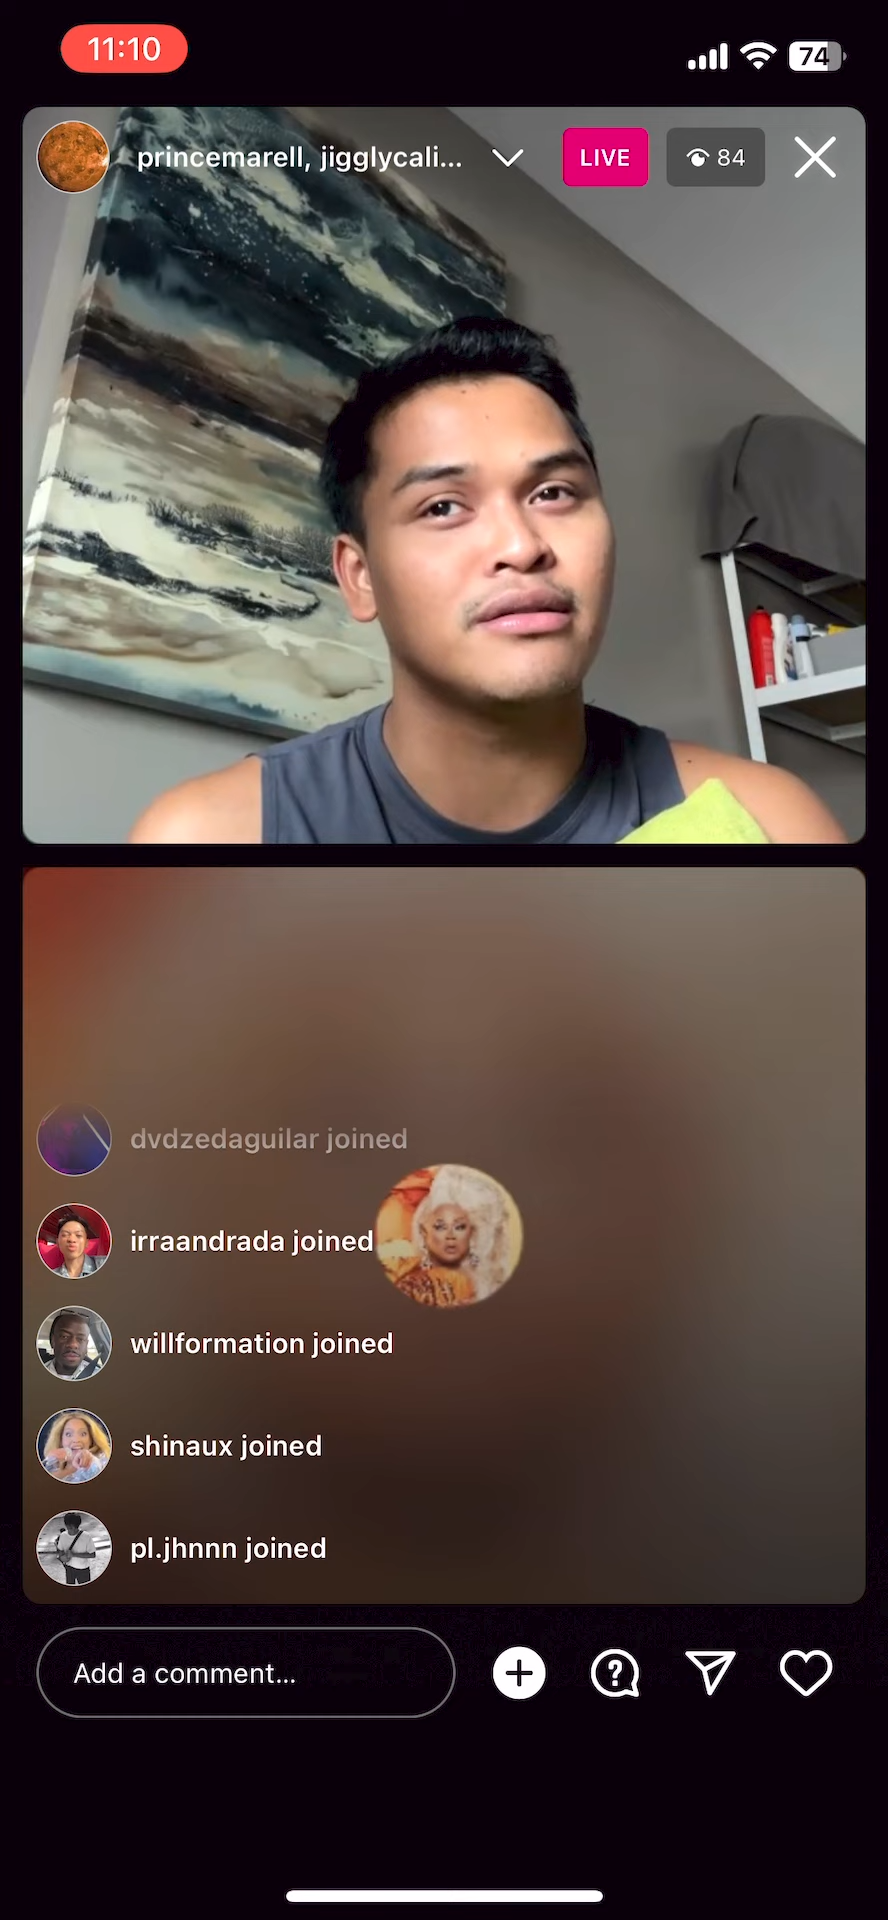 11:10
74
princemarell, jigglycali...
LIVE
84
dvdzedaguilar joined
irraandrada joined
willformation joined
shinaux joined
pl.jhnnn joined
Add a comment...